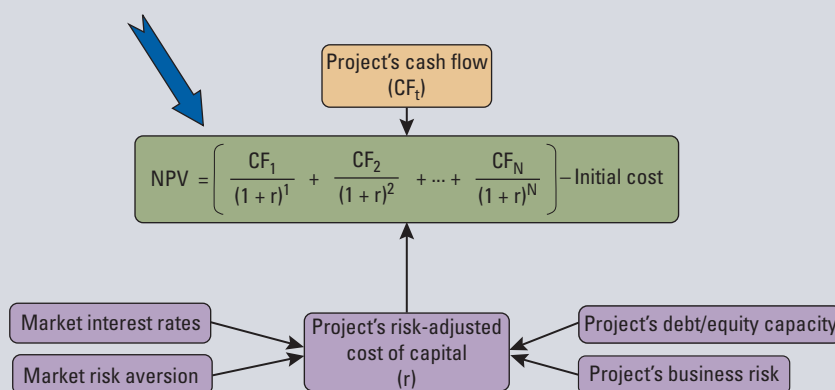 Project's cash flow
(CFₜ)
NPV = ( CF₁/(1 + r)¹ + CF₂/(1 + r)² + ··· + CF_N/(1 + r)^N ) – Initial cost
Market interest rates
Market risk aversion
Project's risk-adjusted
cost of capital
(r)
Project's debt/equity capacity
Project's business risk